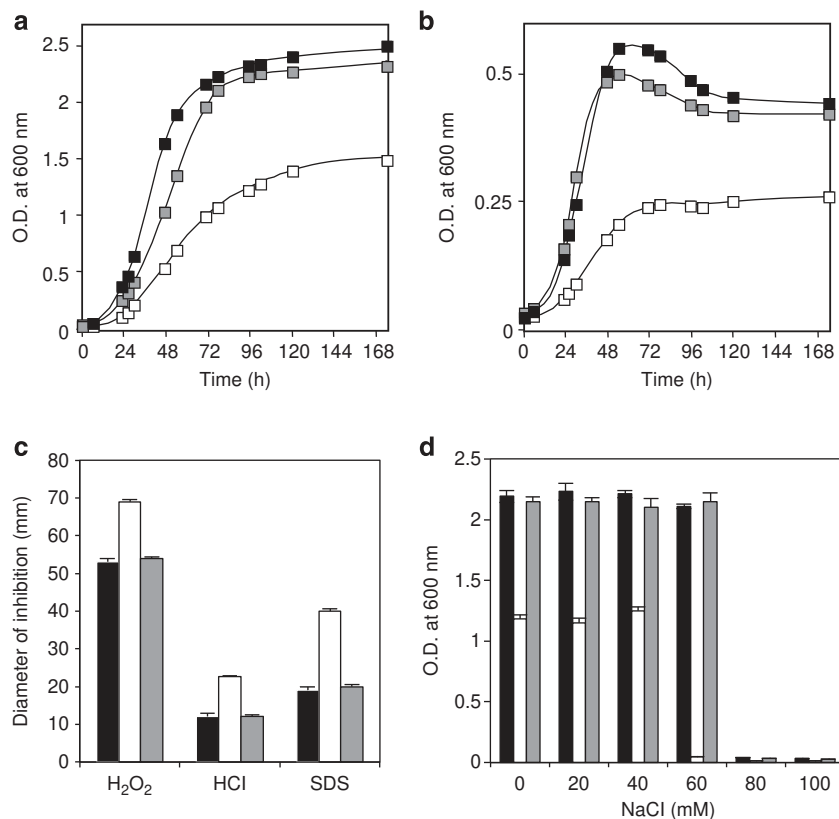 a
b
2.5
2
1.5
1
0.5
0
O.D. at 600 nm
0 24 48 72 96 120 144 168
Time (h)
0.5
0.25
0
O.D. at 600 nm
0 24 48 72 96 120 144 168
Time (h)
c
d
80
70
60
50
40
30
20
10
0
Diameter of inhibition (mm)
H₂O₂ HCl SDS
2.5
2
1.5
1
0.5
0
O.D. at 600 nm
0 20 40 60 80 100
NaCl (mM)